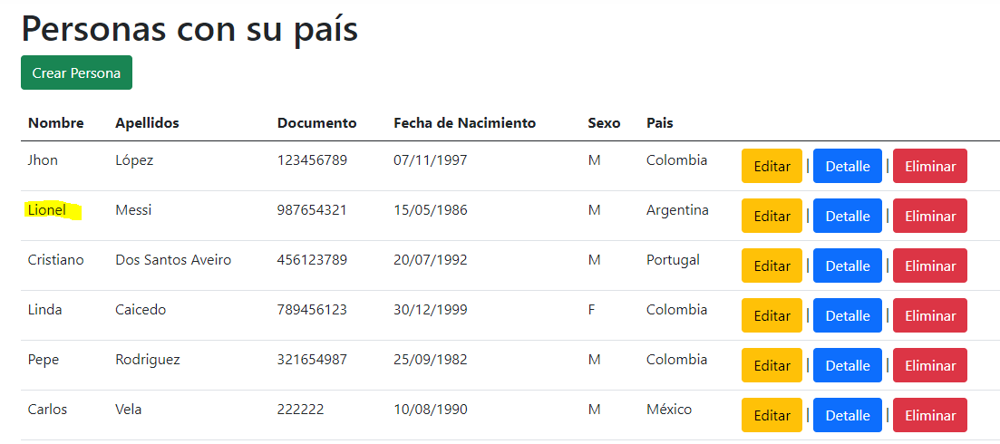 Personas con su país
Crear Persona
Nombre Apellidos Documento Fecha de Nacimiento Sexo Pais
Jhon López 123456789 07/11/1997 M Colombia Editar | Detalle | Eliminar
Lionel Messi 987654321 15/05/1986 M Argentina Editar | Detalle | Eliminar
Cristiano Dos Santos Aveiro 456123789 20/07/1992 M Portugal Editar | Detalle | Eliminar
Linda Caicedo 789456123 30/12/1999 F Colombia Editar | Detalle | Eliminar
Pepe Rodriguez 321654987 25/09/1982 M Colombia Editar | Detalle | Eliminar
Carlos Vela 222222 10/08/1990 M México Editar | Detalle | Eliminar